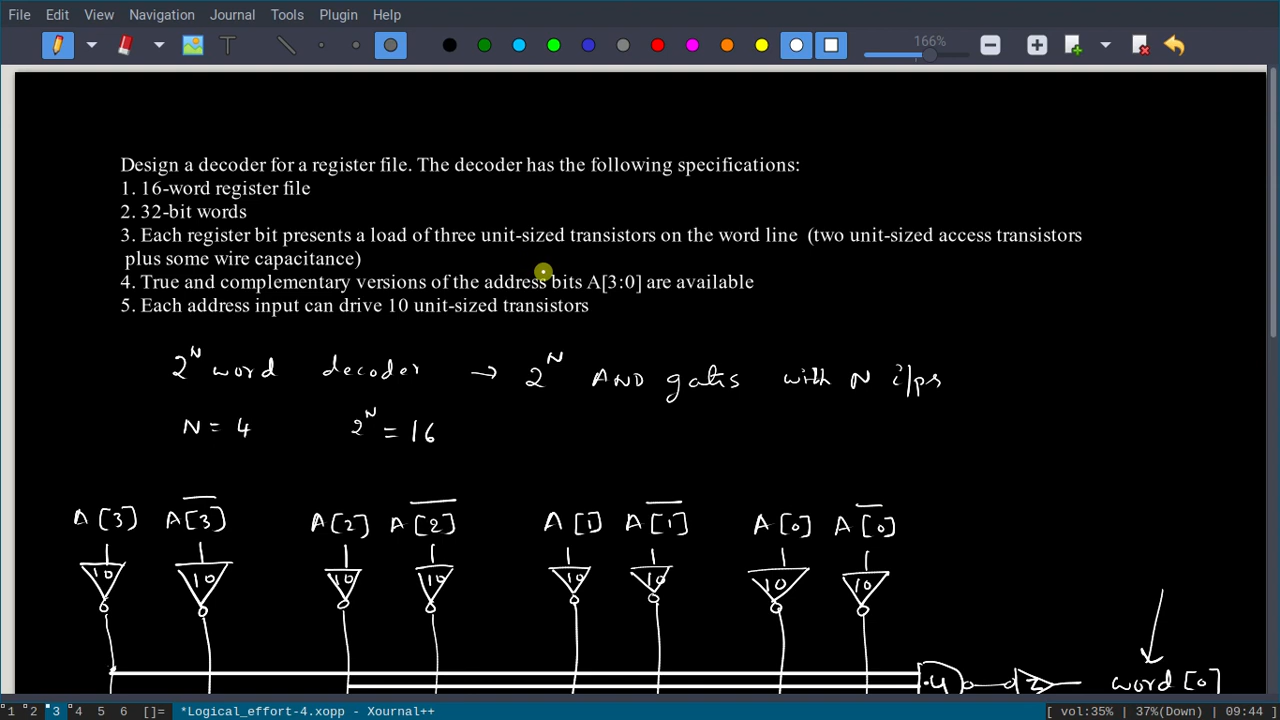 File Edit View Navigation Journal Tools Plugin Help
T 166%
Design a decoder for a register file. The decoder has the following specifications:
1. 16-word register file
2. 32-bit words
3. Each register bit presents a load of three unit-sized transistors on the word line (two unit-sized access transistors
plus some wire capacitance)
4. True and complementary versions of the address bits A[3:0] are available
5. Each address input can drive 10 unit-sized transistors
2^N word decoder → 2^N AND gates with N i/ps
N = 4 2^N = 16
A[3] A̅[̅3̅]̅ A[2] A̅[̅2̅]̅ A[1] A̅[̅1̅]̅ A[0] A̅[̅0̅]̅
10 10 10 10 10 10 10 10
y z word [0]
1 2 3 4 5 6 []= *Logical_effort-4.xopp - Xournal++ [ vol:35% | 37%(Down) | 09:44 ]